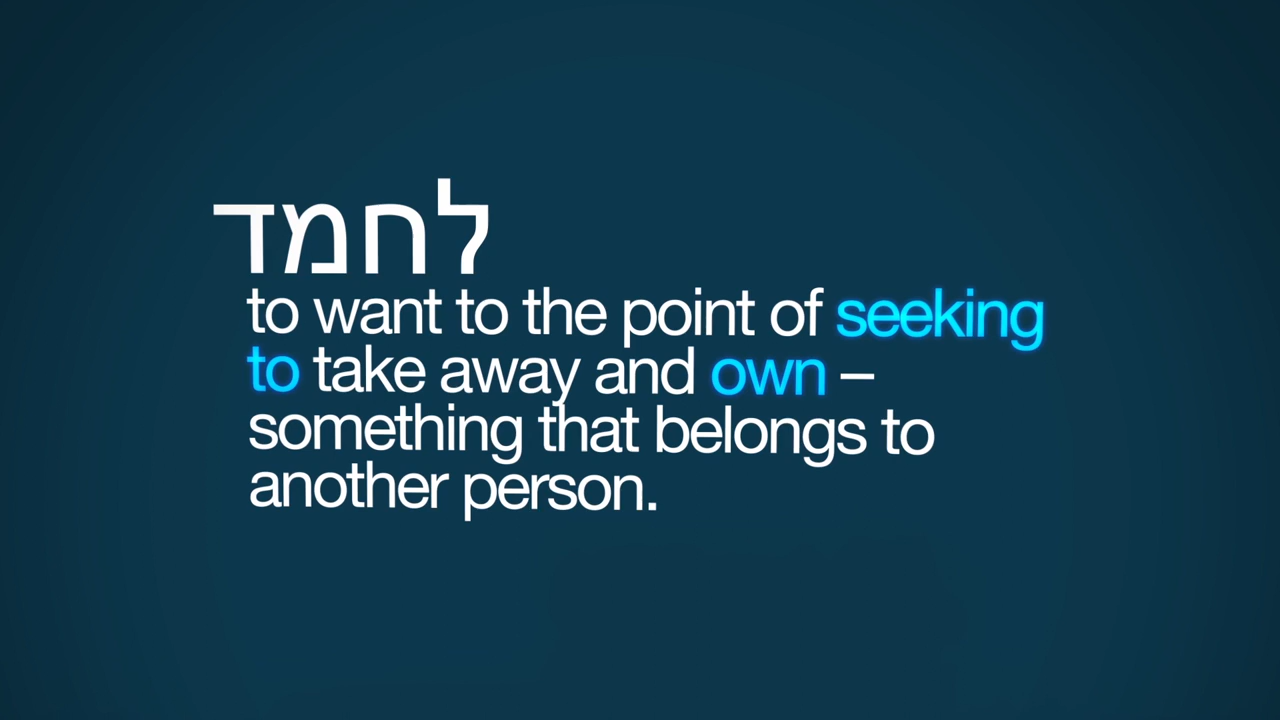 לחמד
to want to the point of seeking
to take away and own –
something that belongs to
another person.